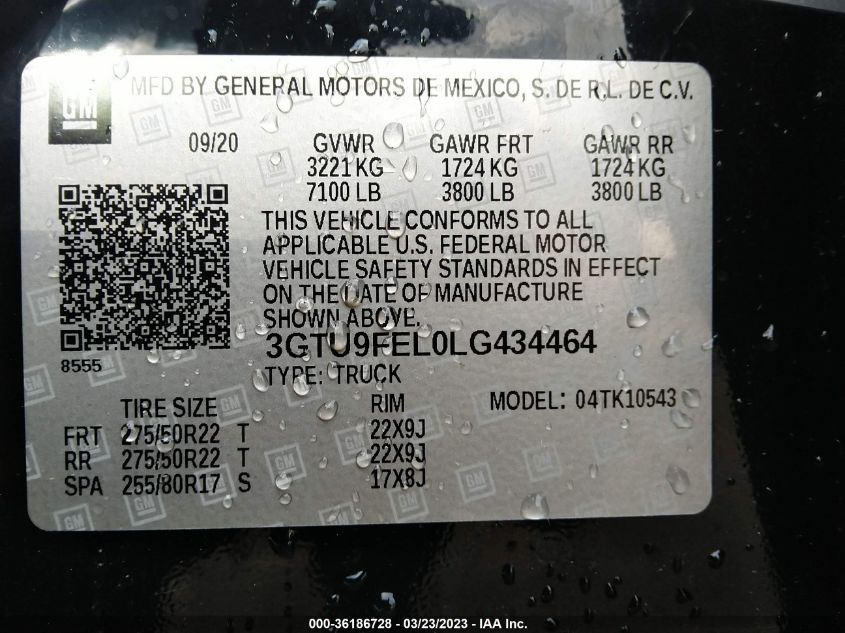 GM
MFD BY GENERAL MOTORS DE MEXICO, S. DE R.L. DE C.V.
09/20 GVWR GAWR FRT GAWR RR
3221 KG 1724 KG 1724 KG
7100 LB 3800 LB 3800 LB
THIS VEHICLE CONFORMS TO ALL
APPLICABLE U.S. FEDERAL MOTOR
VEHICLE SAFETY STANDARDS IN EFFECT
ON THE DATE OF MANUFACTURE
SHOWN ABOVE.
3GTU9FEL0LG434464
8555
TYPE: TRUCK
TIRE SIZE RIM MODEL: 04TK10543
FRT 275/50R22 T 22X9J
RR 275/50R22 T 22X9J
SPA 255/80R17 S 17X8J
000-36186728 - 03/23/2023 - IAA Inc.